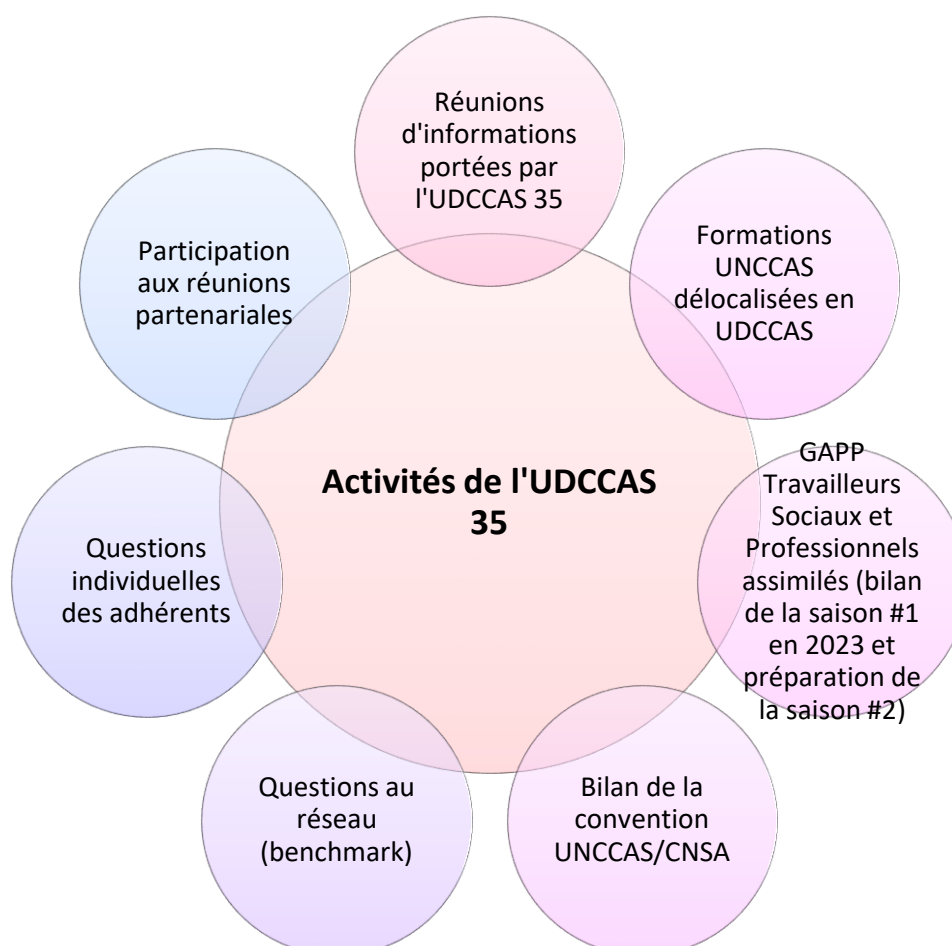 Réunions
d'informations
portées par
l'UDCCAS 35
Formations
UNCCAS
délocalisées en
UDCCAS
GAPP
Travailleurs
Sociaux et
Professionnels
assimilés (bilan
de la saison #1
en 2023 et
préparation de
la saison #2)
Bilan de la
convention
UNCCAS/CNSA
Questions au
réseau
(benchmark)
Questions
individuelles
des adhérents
Participation
aux réunions
partenariales
Activités de l'UDCCAS
35